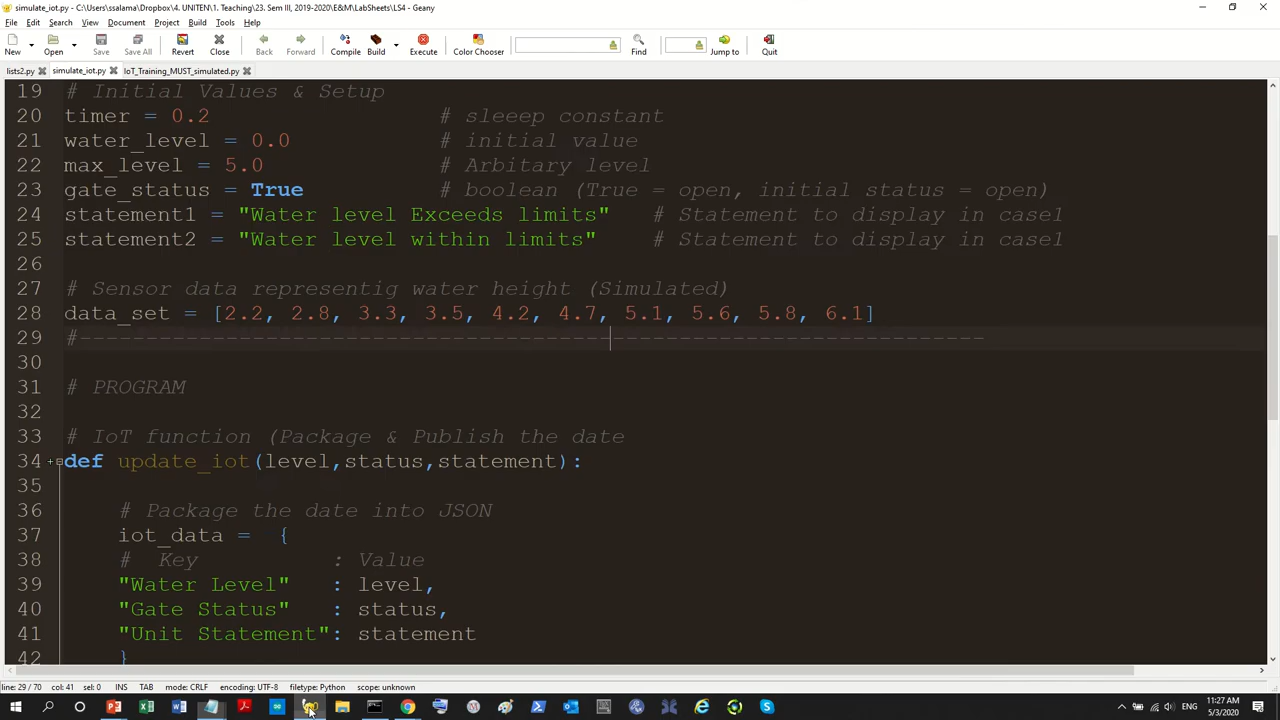 simulate_iot.py - C:\Users\ssalama\Dropbox\4. UNITEN\1. Teaching\23. Sem III, 2019-2020\E&M\LabSheets\LS4 - Geany
File Edit Search View Document Project Build Tools Help
New Open Save Save All Revert Close Back Forward Compile Build Execute Color Chooser Find Jump to Quit
lists2.py simulate_iot.py IoT_Training_MUST_simulated.py
19 # Initial Values & Setup
20 timer = 0.2 # sleeep constant
21 water_level = 0.0 # initial value
22 max_level = 5.0 # Arbitary level
23 gate_status = True # boolean (True = open, initial status = open)
24 statement1 = "Water level Exceeds limits" # Statement to display in case1
25 statement2 = "Water level within limits" # Statement to display in case1
26
27 # Sensor data representig water height (Simulated)
28 data_set = [2.2, 2.8, 3.3, 3.5, 4.2, 4.7, 5.1, 5.6, 5.8, 6.1]
29 #--------------------------------------------------------------------
30
31 # PROGRAM
32
33 # IoT function (Package & Publish the date
34 def update_iot(level,status,statement):
35
36 # Package the date into JSON
37 iot_data = {
38 # Key : Value
39 "Water Level" : level,
40 "Gate Status" : status,
41 "Unit Statement": statement
42 }
line: 29 / 70 col: 41 sel: 0 INS TAB mode: CRLF encoding: UTF-8 filetype: Python scope: unknown
11:27 AM
5/3/2020